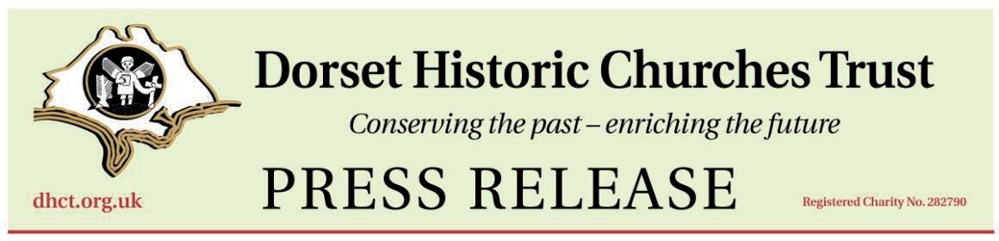 Dorset Historic Churches Trust
Conserving the past – enriching the future
PRESS RELEASE
dhct.org.uk
Registered Charity No. 282790